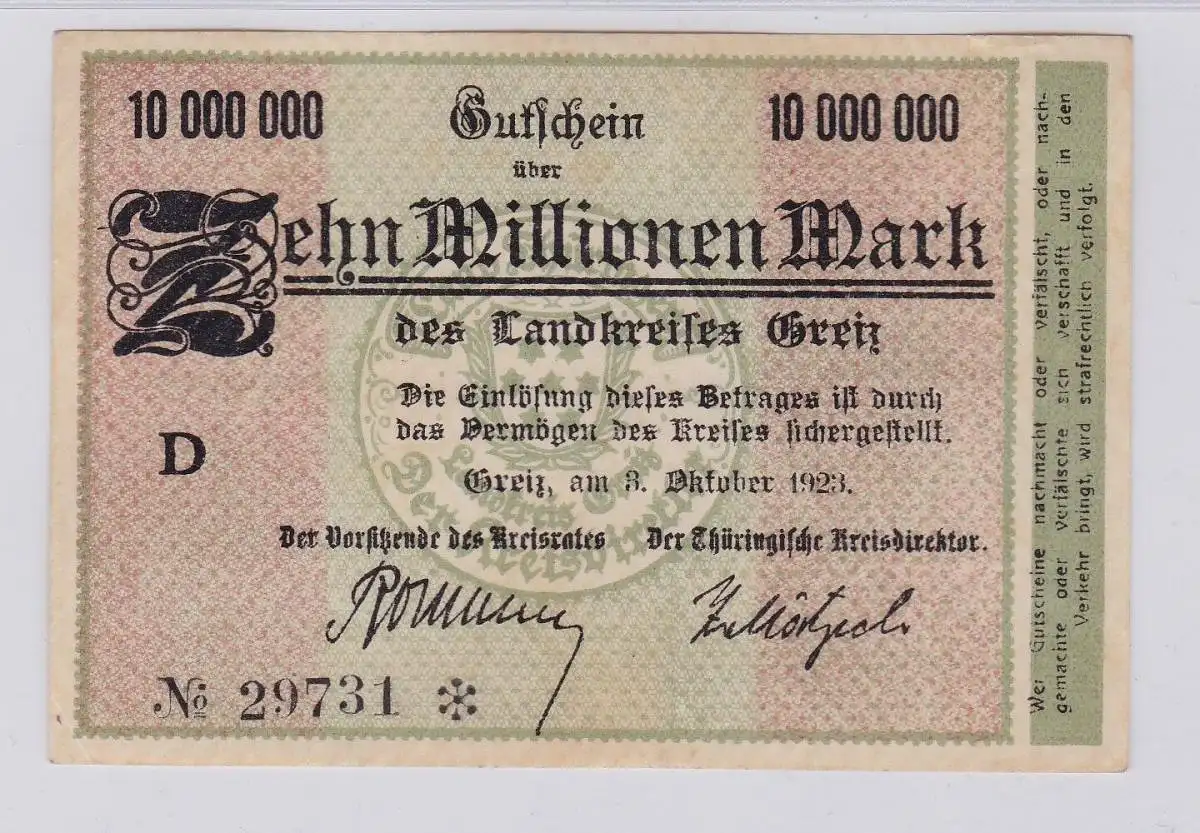 10 000 000 Gutschein 10 000 000
über
Zehn Millionen Mark
des Landkreises Greiz
Die Einlösung dieses Betrages ist durch
das Vermögen des Kreises sichergestellt.
D
Greiz, am 3. Oktober 1923.
Der Vorsitzende des Kreisrates Der Thüringische Kreisdirektor.
№ 29731 *
Wer Gutscheine nachmacht oder verfälscht, oder nach-
gemachte oder verfälschte sich verschafft und in den
Verkehr bringt, wird strafrechtlich verfolgt.